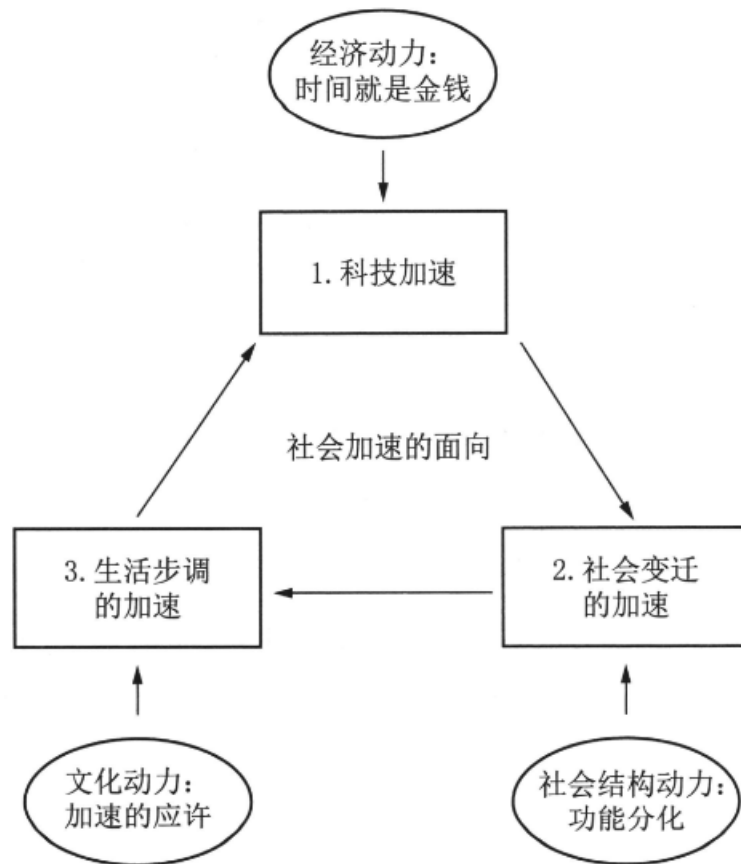 经济动力：
时间就是金钱
1.科技加速
社会加速的面向
3.生活步调
的加速
2.社会变迁
的加速
文化动力：
加速的应许
社会结构动力：
功能分化